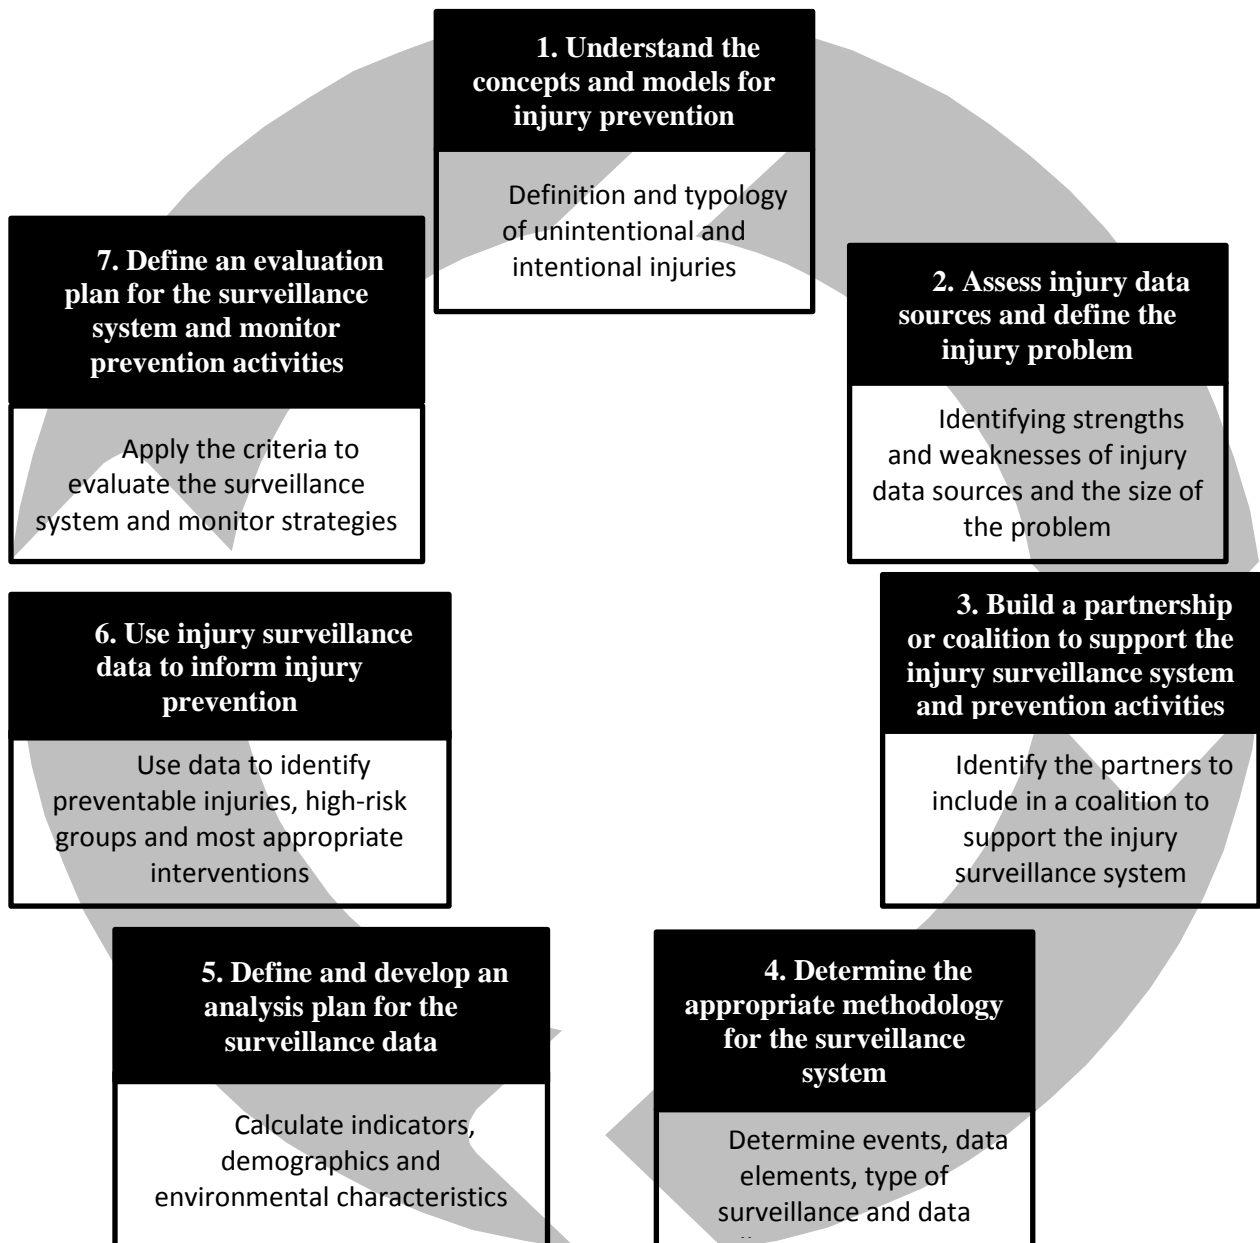 1. Understand the
concepts and models for
injury prevention
Definition and typology
of unintentional and
intentional injuries
2. Assess injury data
sources and define the
injury problem
Identifying strengths
and weaknesses of injury
data sources and the size of
the problem
3. Build a partnership
or coalition to support the
injury surveillance system
and prevention activities
Identify the partners to
include in a coalition to
support the injury
surveillance system
4. Determine the
appropriate methodology
for the surveillance
system
Determine events, data
elements, type of
surveillance and data
5. Define and develop an
analysis plan for the
surveillance data
Calculate indicators,
demographics and
environmental characteristics
6. Use injury surveillance
data to inform injury
prevention
Use data to identify
preventable injuries, high-risk
groups and most appropriate
interventions
7. Define an evaluation
plan for the surveillance
system and monitor
prevention activities
Apply the criteria to
evaluate the surveillance
system and monitor strategies